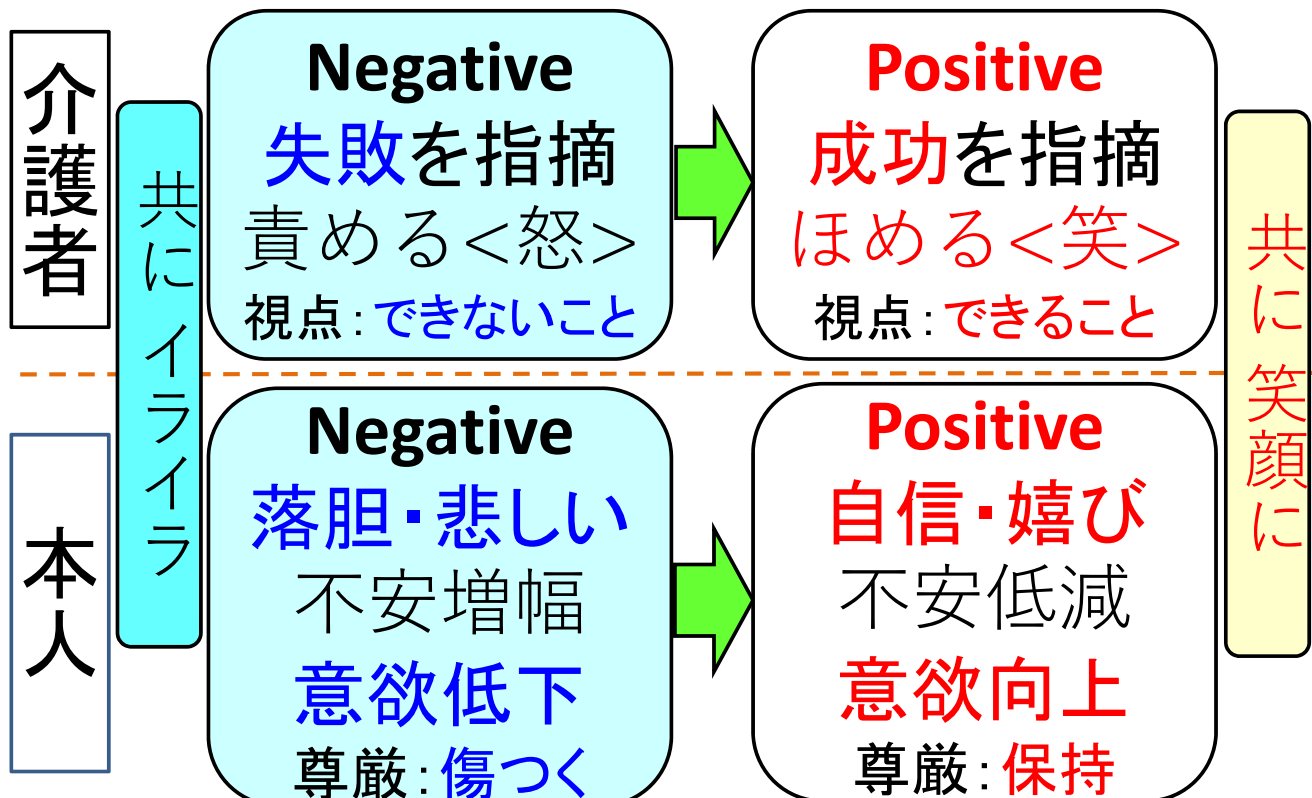 介護者
共に イライラ
Negative
失敗を指摘
責める<怒>
視点:できないこと
Positive
成功を指摘
ほめる<笑>
視点:できること
共に 笑顔に
本人
Negative
落胆・悲しい
不安増幅
意欲低下
尊厳:傷つく
Positive
自信・嬉び
不安低減
意欲向上
尊厳:保持